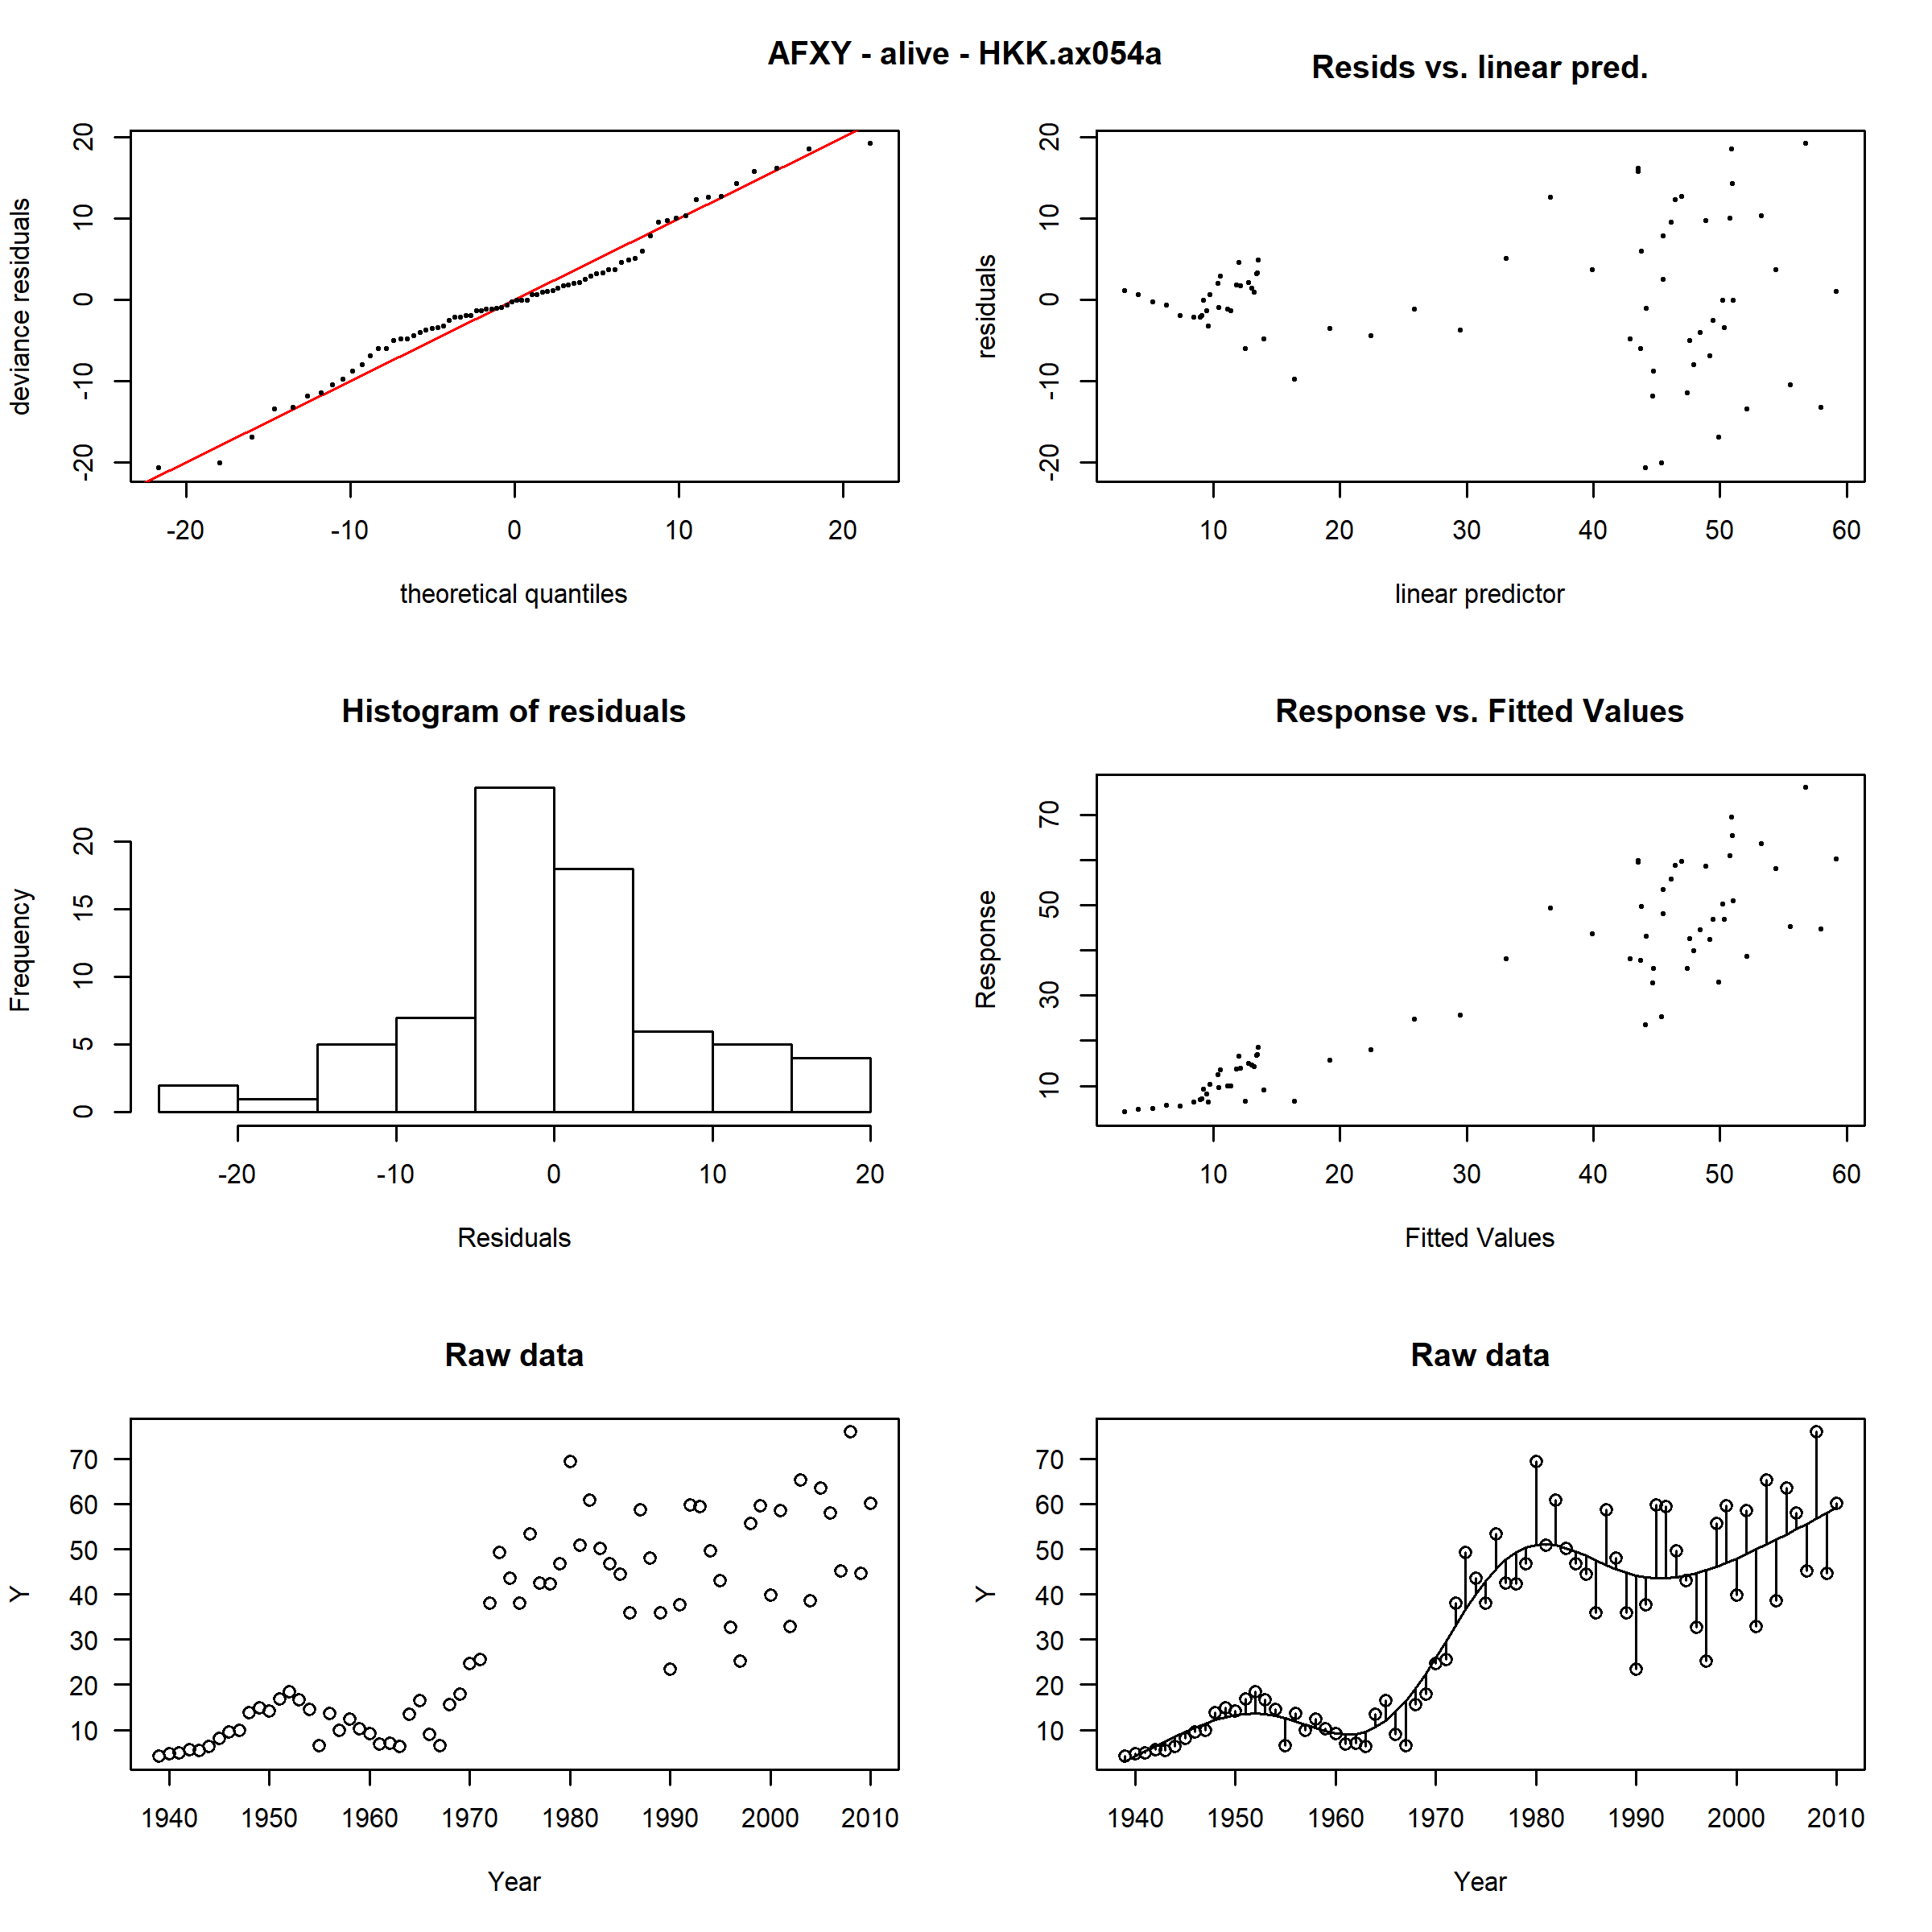 AFXY - alive - HKK.ax054a
Resids vs. linear pred.
deviance residuals
-20 -10 0 10 20
-20 -10 0 10 20
theoretical quantiles
residuals
-20 -10 0 10 20
10 20 30 40 50 60
linear predictor
Histogram of residuals
Frequency
0 5 10 15 20
-20 -10 0 10 20
Residuals
Response vs. Fitted Values
Response
10 30 50 70
10 20 30 40 50 60
Fitted Values
Raw data
Y
10 20 30 40 50 60 70
1940 1950 1960 1970 1980 1990 2000 2010
Year
Raw data
Y
10 20 30 40 50 60 70
1940 1950 1960 1970 1980 1990 2000 2010
Year